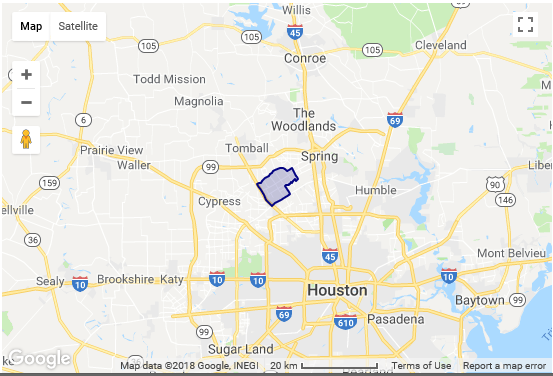 Map
Satellite
Willis
45
105
105
105
Cleveland
Conroe
Todd Mission
Magnolia
The
Woodlands
69
6
Tomball
Prairie View
Waller
99
Spring
Liber
159
Humble
90
146
Cypress
ellville
36
45
Mont Belvieu
Sealy
10
Brookshire
Katy
10
10
10
Houston
Baytown
99
69
610
Pasadena
99
Sugar Land
Google
Map data ©2018 Google, INEGI
20 km
Terms of Use
Report a map error